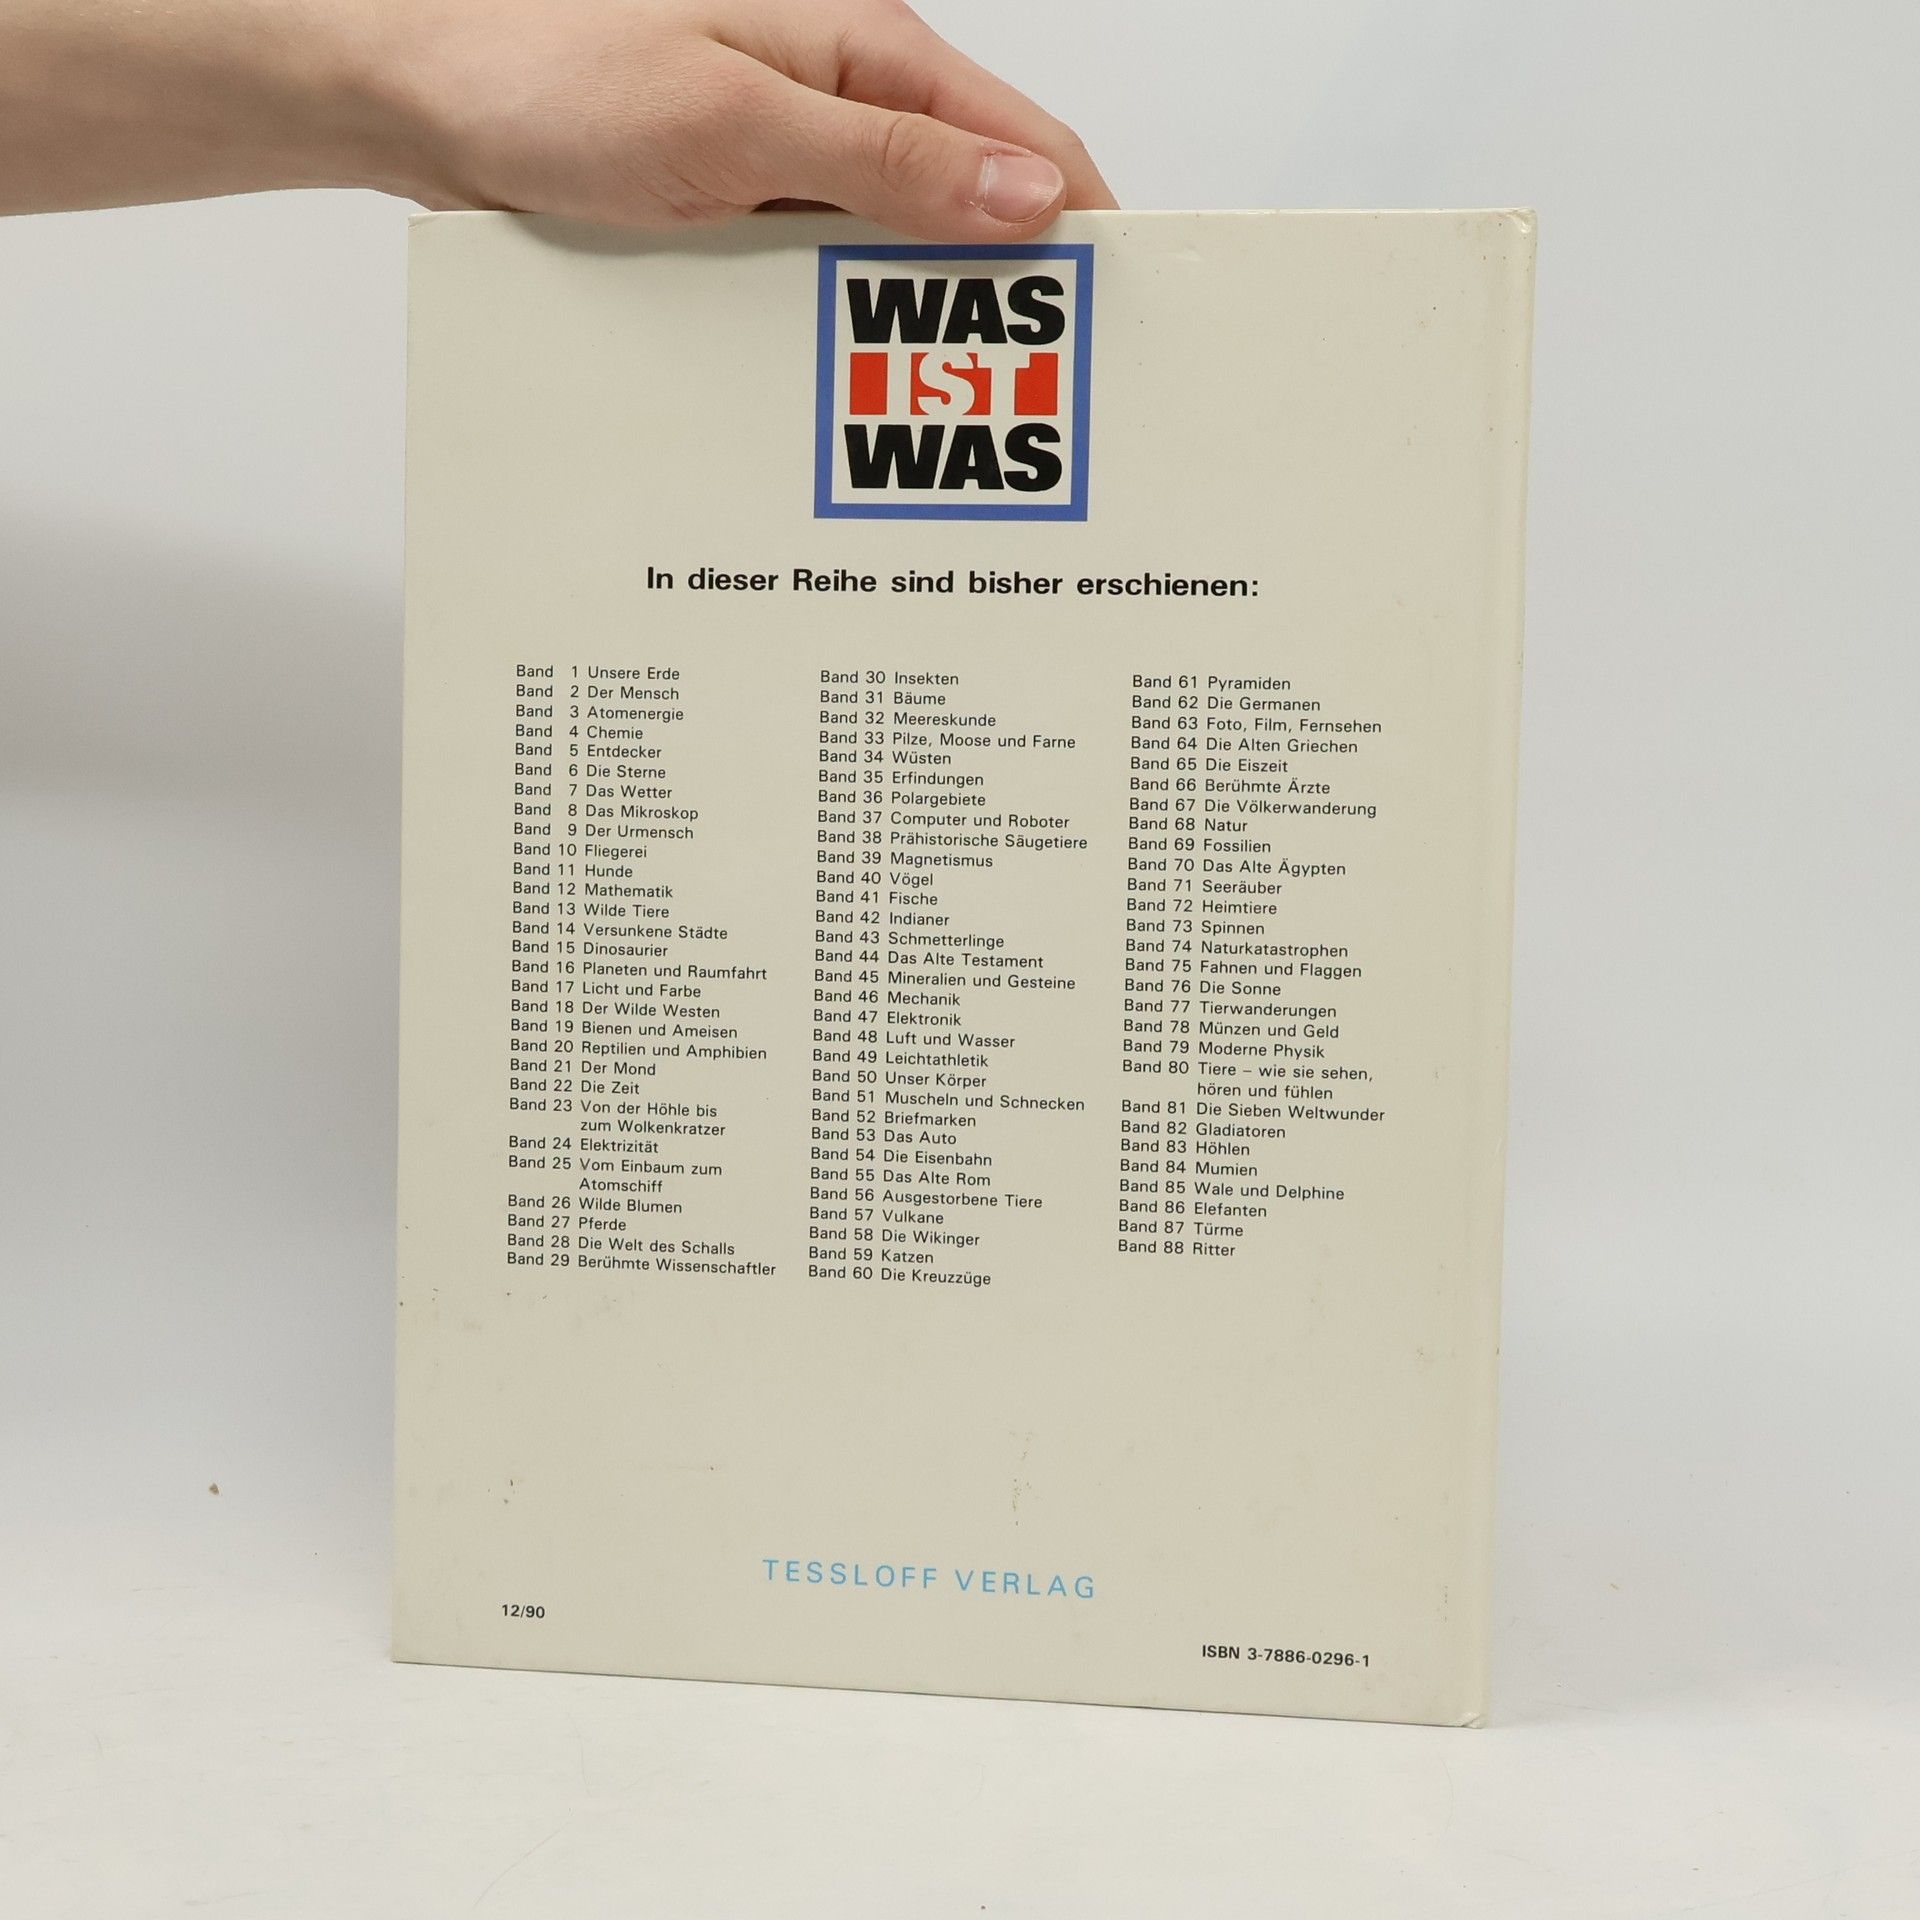 WAS
IST
WAS
In dieser Reihe sind bisher erschienen:
Band 1 Unsere Erde
Band 2 Der Mensch
Band 3 Atomenergie
Band 4 Chemie
Band 5 Entdecker
Band 6 Die Sterne
Band 7 Das Wetter
Band 8 Das Mikroskop
Band 9 Der Urmensch
Band 10 Fliegerei
Band 11 Hunde
Band 12 Mathematik
Band 13 Wilde Tiere
Band 14 Versunkene Städte
Band 15 Dinosaurier
Band 16 Planeten und Raumfahrt
Band 17 Licht und Farbe
Band 18 Der Wilde Westen
Band 19 Bienen und Ameisen
Band 20 Reptilien und Amphibien
Band 21 Der Mond
Band 22 Die Zeit
Band 23 Von der Höhle bis
zum Wolkenkratzer
Band 24 Elektrizität
Band 25 Vom Einbaum zum
Atomschiff
Band 26 Wilde Blumen
Band 27 Pferde
Band 28 Die Welt des Schalls
Band 29 Berühmte Wissenschaftler
Band 30 Insekten
Band 31 Bäume
Band 32 Meereskunde
Band 33 Pilze, Moose und Farne
Band 34 Wüsten
Band 35 Erfindungen
Band 36 Polargebiete
Band 37 Computer und Roboter
Band 38 Prähistorische Säugetiere
Band 39 Magnetismus
Band 40 Vögel
Band 41 Fische
Band 42 Indianer
Band 43 Schmetterlinge
Band 44 Das Alte Testament
Band 45 Mineralien und Gesteine
Band 46 Mechanik
Band 47 Elektronik
Band 48 Luft und Wasser
Band 49 Leichtathletik
Band 50 Unser Körper
Band 51 Muscheln und Schnecken
Band 52 Briefmarken
Band 53 Das Auto
Band 54 Die Eisenbahn
Band 55 Das Alte Rom
Band 56 Ausgestorbene Tiere
Band 57 Vulkane
Band 58 Die Wikinger
Band 59 Katzen
Band 60 Die Kreuzzüge
Band 61 Pyramiden
Band 62 Die Germanen
Band 63 Foto, Film, Fernsehen
Band 64 Die Alten Griechen
Band 65 Die Eiszeit
Band 66 Berühmte Ärzte
Band 67 Die Völkerwanderung
Band 68 Natur
Band 69 Fossilien
Band 70 Das Alte Ägypten
Band 71 Seeräuber
Band 72 Heimtiere
Band 73 Spinnen
Band 74 Naturkatastrophen
Band 75 Fahnen und Flaggen
Band 76 Die Sonne
Band 77 Tierwanderungen
Band 78 Münzen und Geld
Band 79 Moderne Physik
Band 80 Tiere – wie sie sehen,
hören und fühlen
Band 81 Die Sieben Weltwunder
Band 82 Gladiatoren
Band 83 Höhlen
Band 84 Mumien
Band 85 Wale und Delphine
Band 86 Elefanten
Band 87 Türme
Band 88 Ritter
TESSLOFF VERLAG
12/90
ISBN 3-7886-0296-1